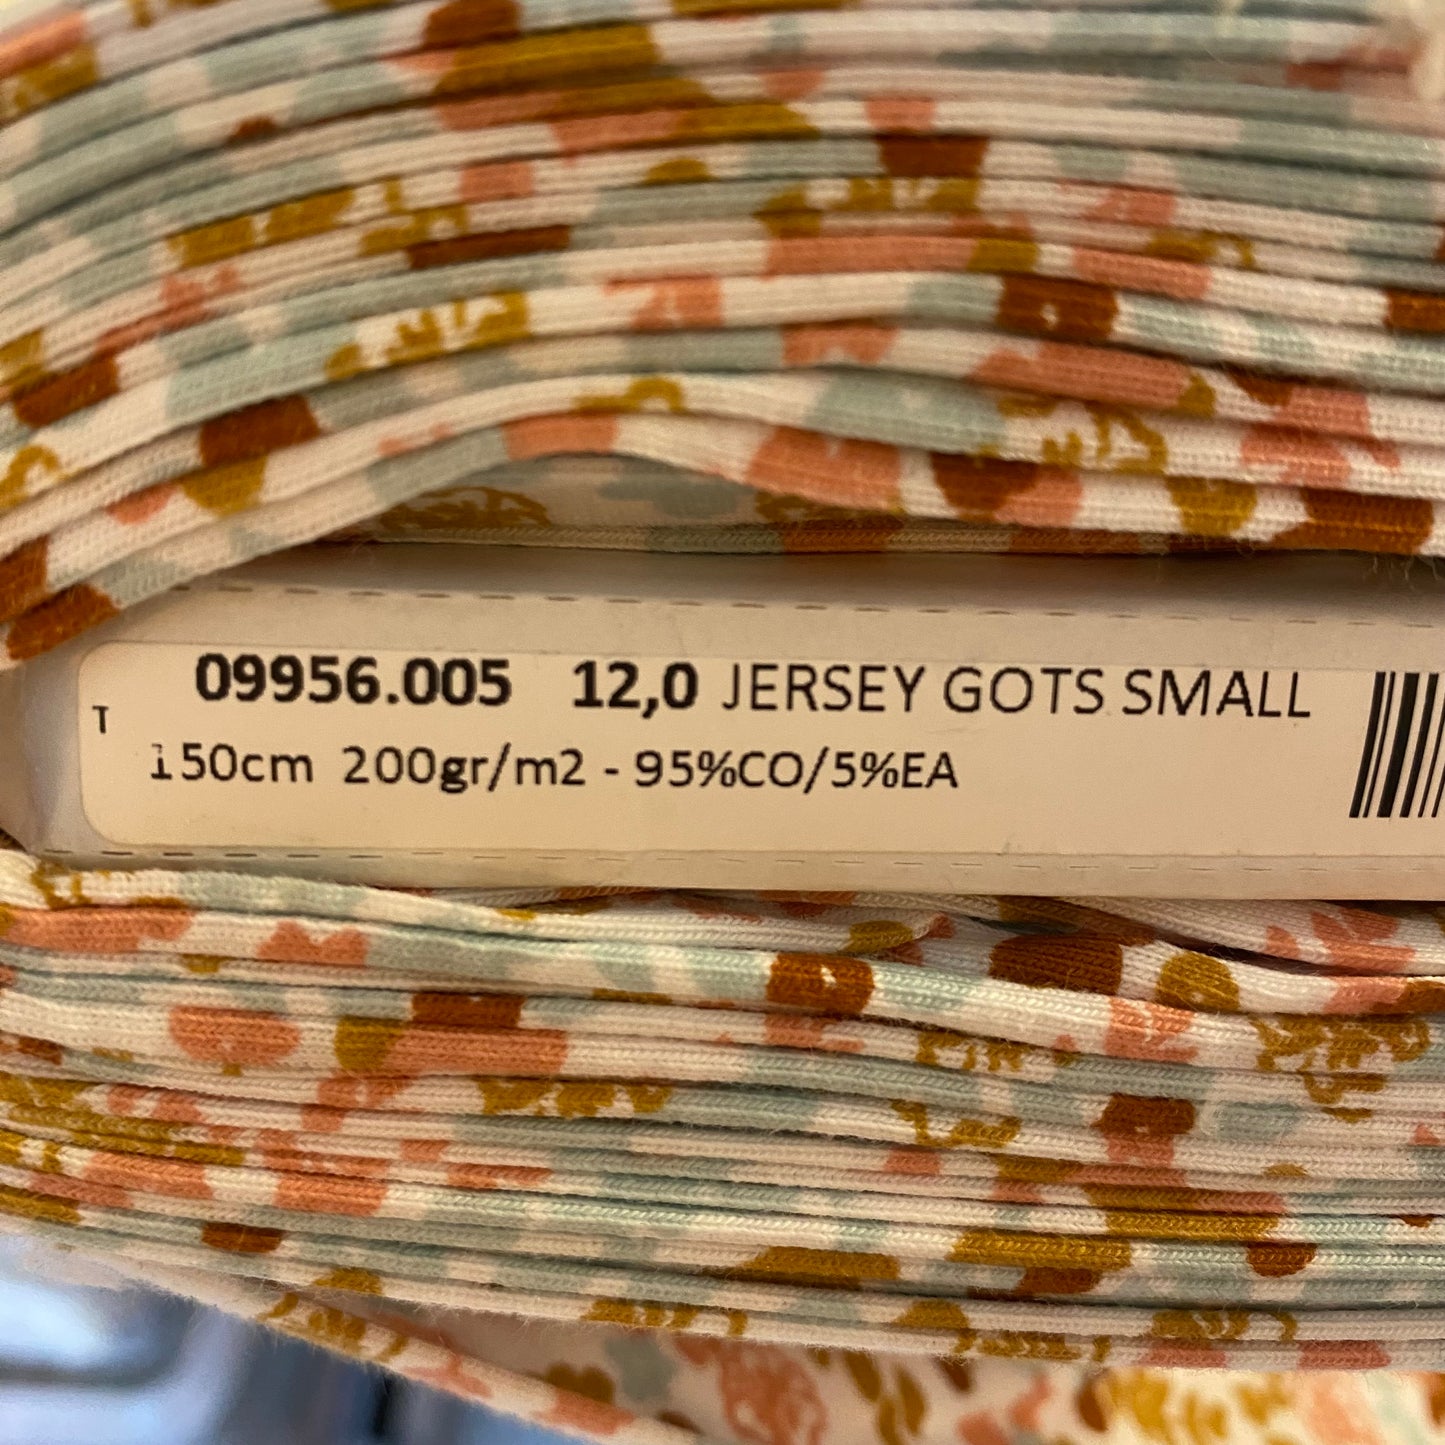 09956.005 12,0 JERSEY GOTS SMALL
T
150cm 200gr/m2 - 95%CO/5%EA